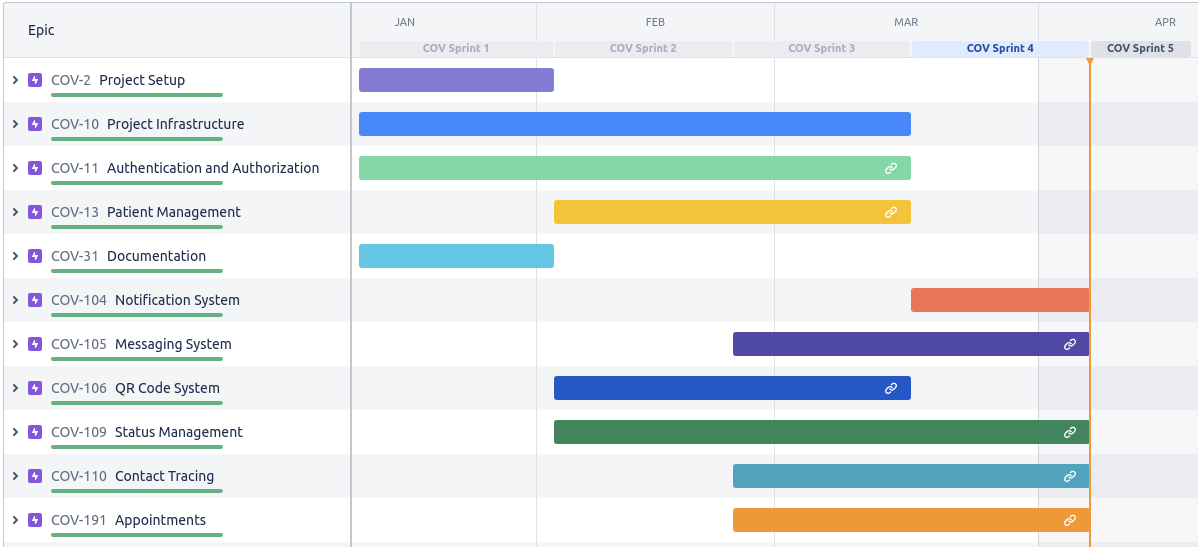 Epic
JAN FEB MAR APR
COV Sprint 1 COV Sprint 2 COV Sprint 3 COV Sprint 4 COV Sprint 5
COV-2 Project Setup
COV-10 Project Infrastructure
COV-11 Authentication and Authorization
COV-13 Patient Management
COV-31 Documentation
COV-104 Notification System
COV-105 Messaging System
COV-106 QR Code System
COV-109 Status Management
COV-110 Contact Tracing
COV-191 Appointments